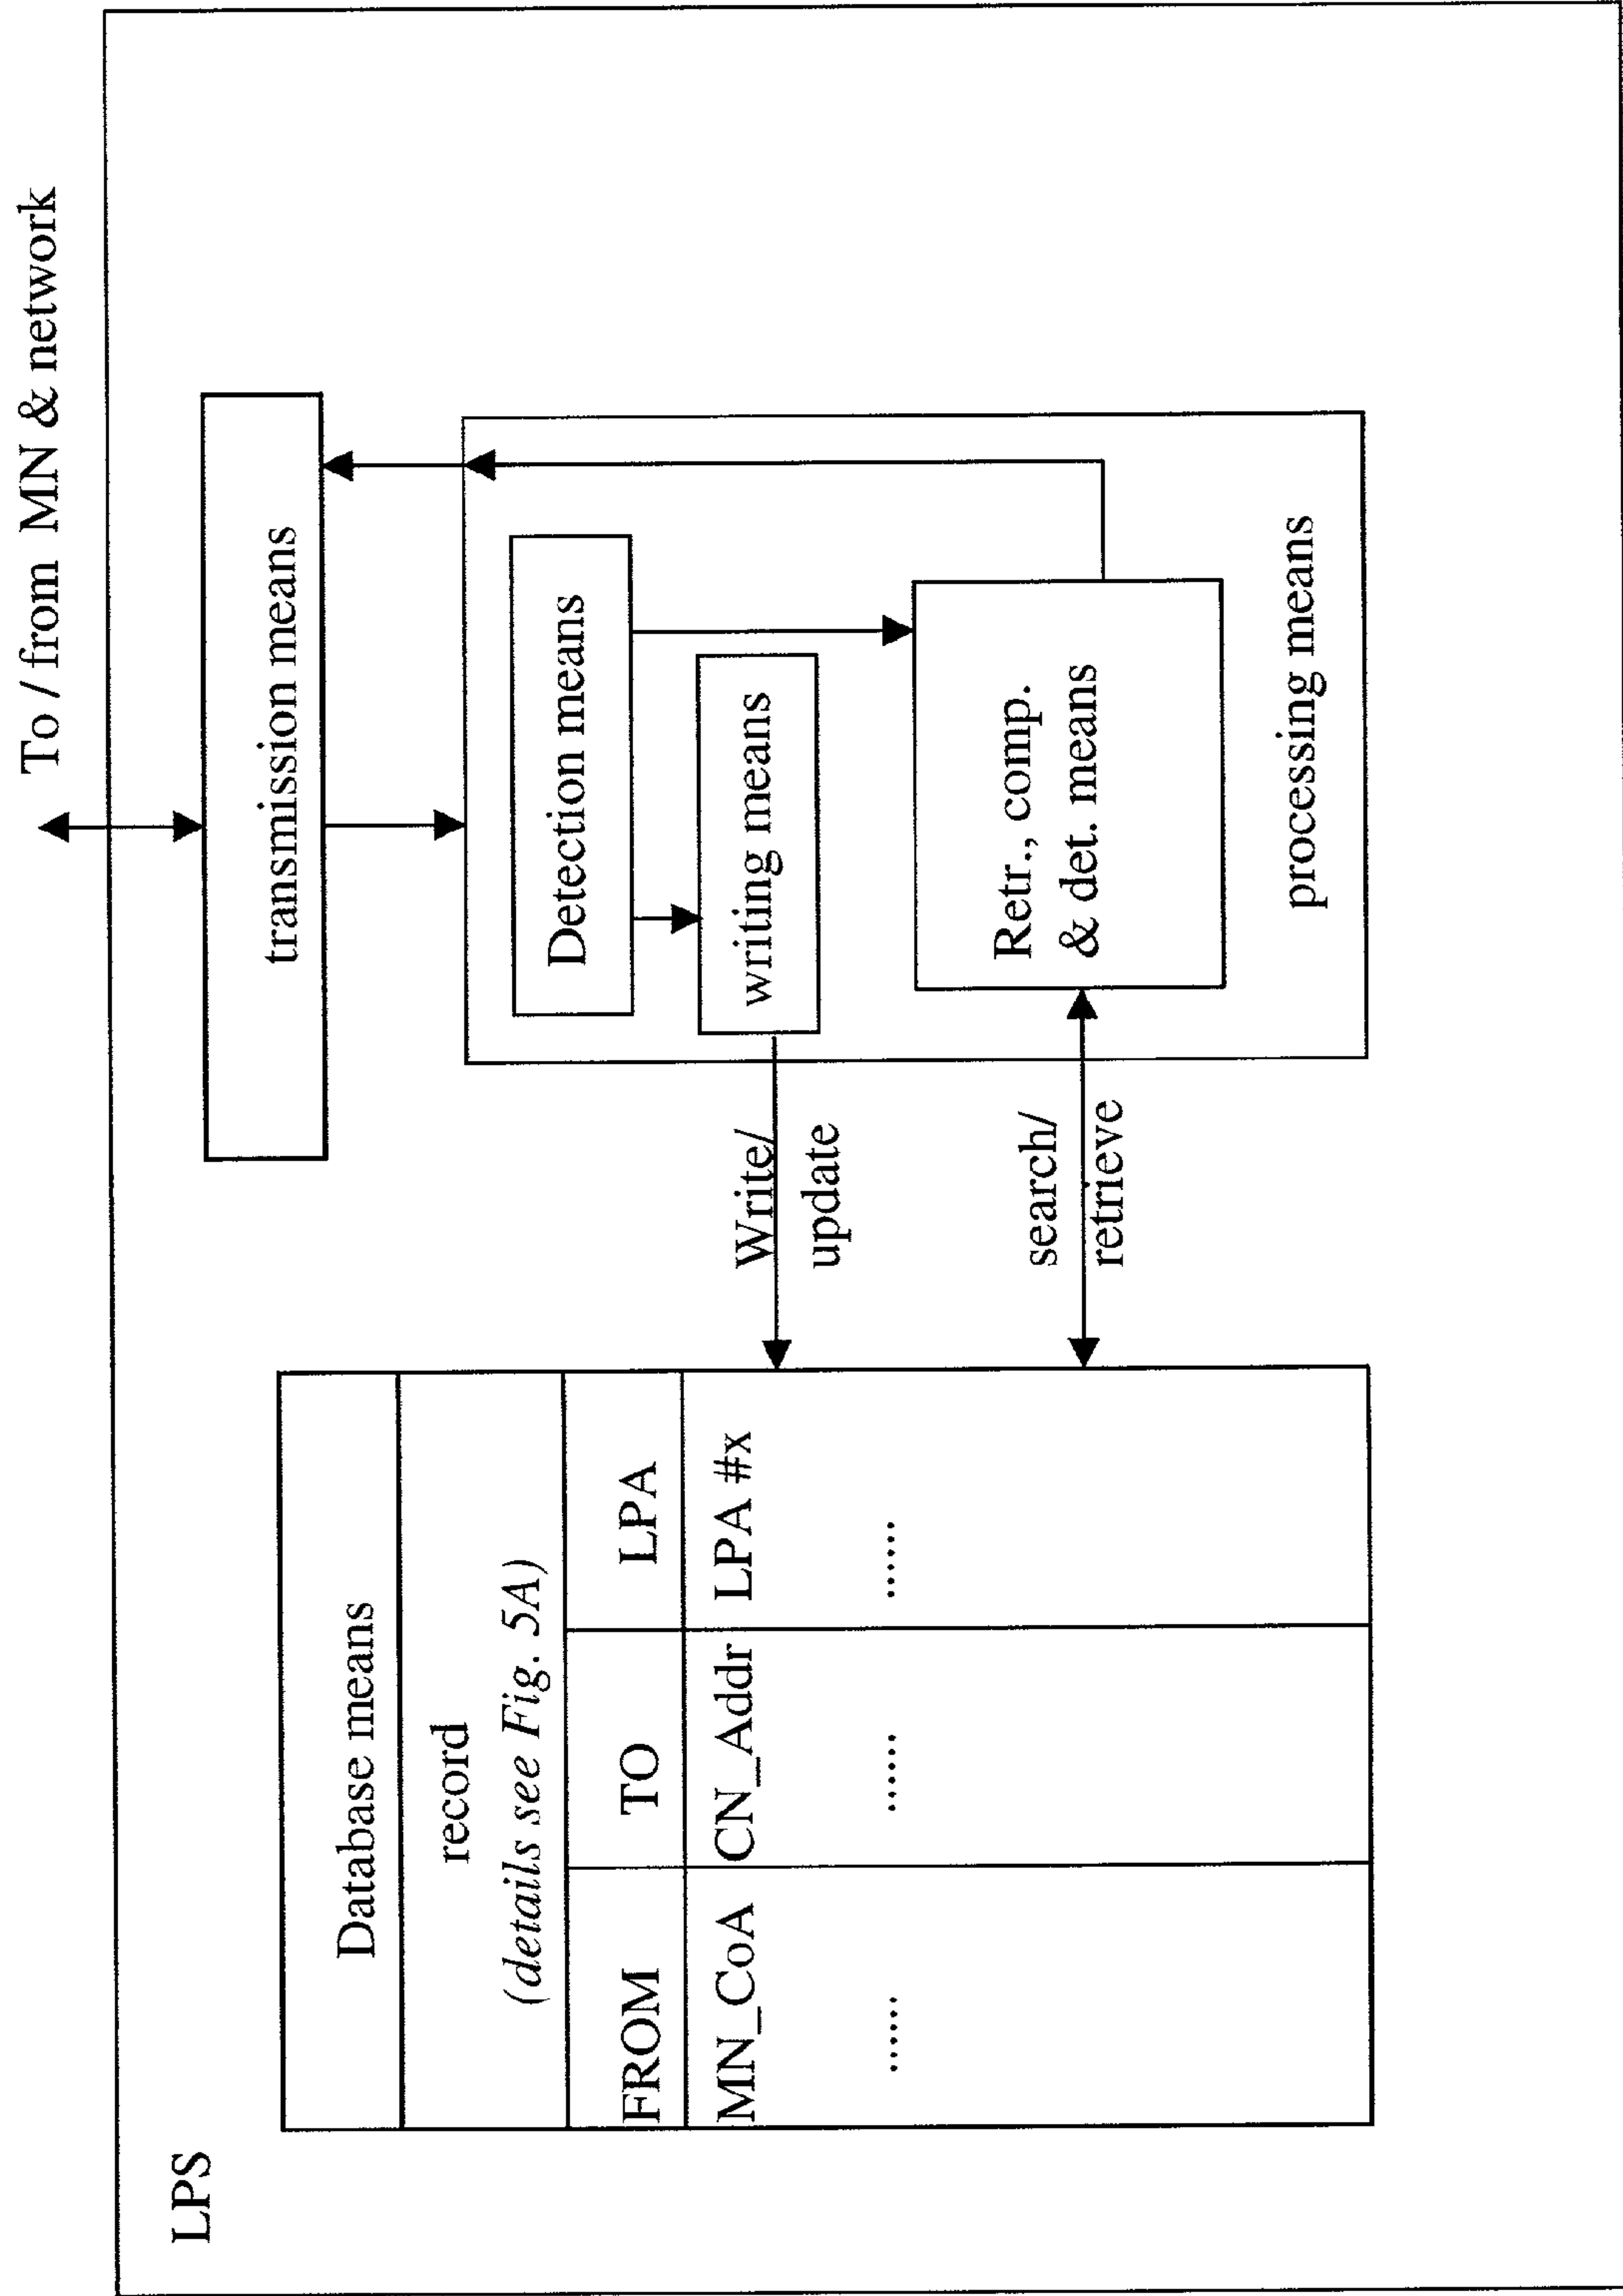 To / from MN & network
LPS
transmission means
Database means
record
(details see Fig. 5A)
FROM TO LPA
MN_CoA CN_Addr LPA #x
...... ...... ......
Write/
update
search/
retrieve
Detection means
writing means
Retr., comp.
& det. means
processing means